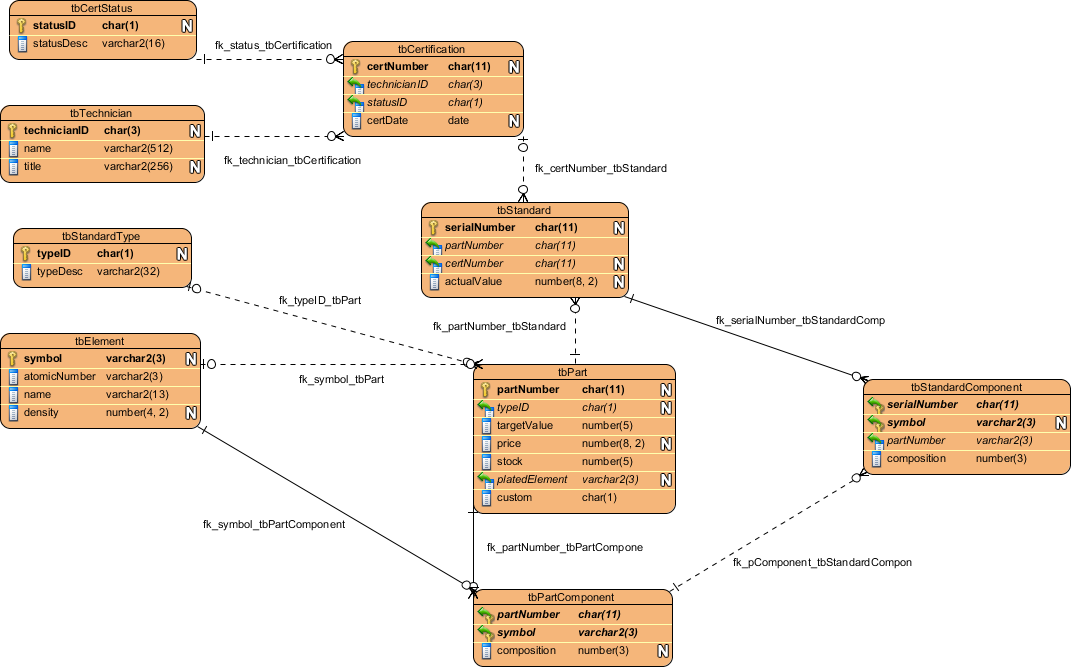 tbCertStatus
statusID char(1) N
statusDesc varchar2(16)
fk_status_tbCertification
tbCertification
certNumber char(11) N
technicianID char(3)
statusID char(1)
certDate date N
tbTechnician
technicianID char(3) N
name varchar2(512)
title varchar2(256) N
fk_technician_tbCertification
fk_certNumber_tbStandard
tbStandard
serialNumber char(11) N
partNumber char(11)
certNumber char(11) N
actualValue number(8, 2) N
tbStandardType
typeID char(1) N
typeDesc varchar2(32)
fk_typeID_tbPart
fk_partNumber_tbStandard
fk_serialNumber_tbStandardComp
tbElement
symbol varchar2(3) N
atomicNumber varchar2(3)
name varchar2(13)
density number(4, 2) N
fk_symbol_tbPart
tbPart
partNumber char(11) N
typeID char(1) N
targetValue number(5)
price number(8, 2) N
stock number(5)
platedElement varchar2(3) N
custom char(1)
tbStandardComponent
serialNumber char(11)
symbol varchar2(3) N
partNumber varchar2(3)
composition number(3)
fk_symbol_tbPartComponent
fk_partNumber_tbPartCompone
fk_pComponent_tbStandardCompon
tbPartComponent
partNumber char(11)
symbol varchar2(3)
composition number(3) N